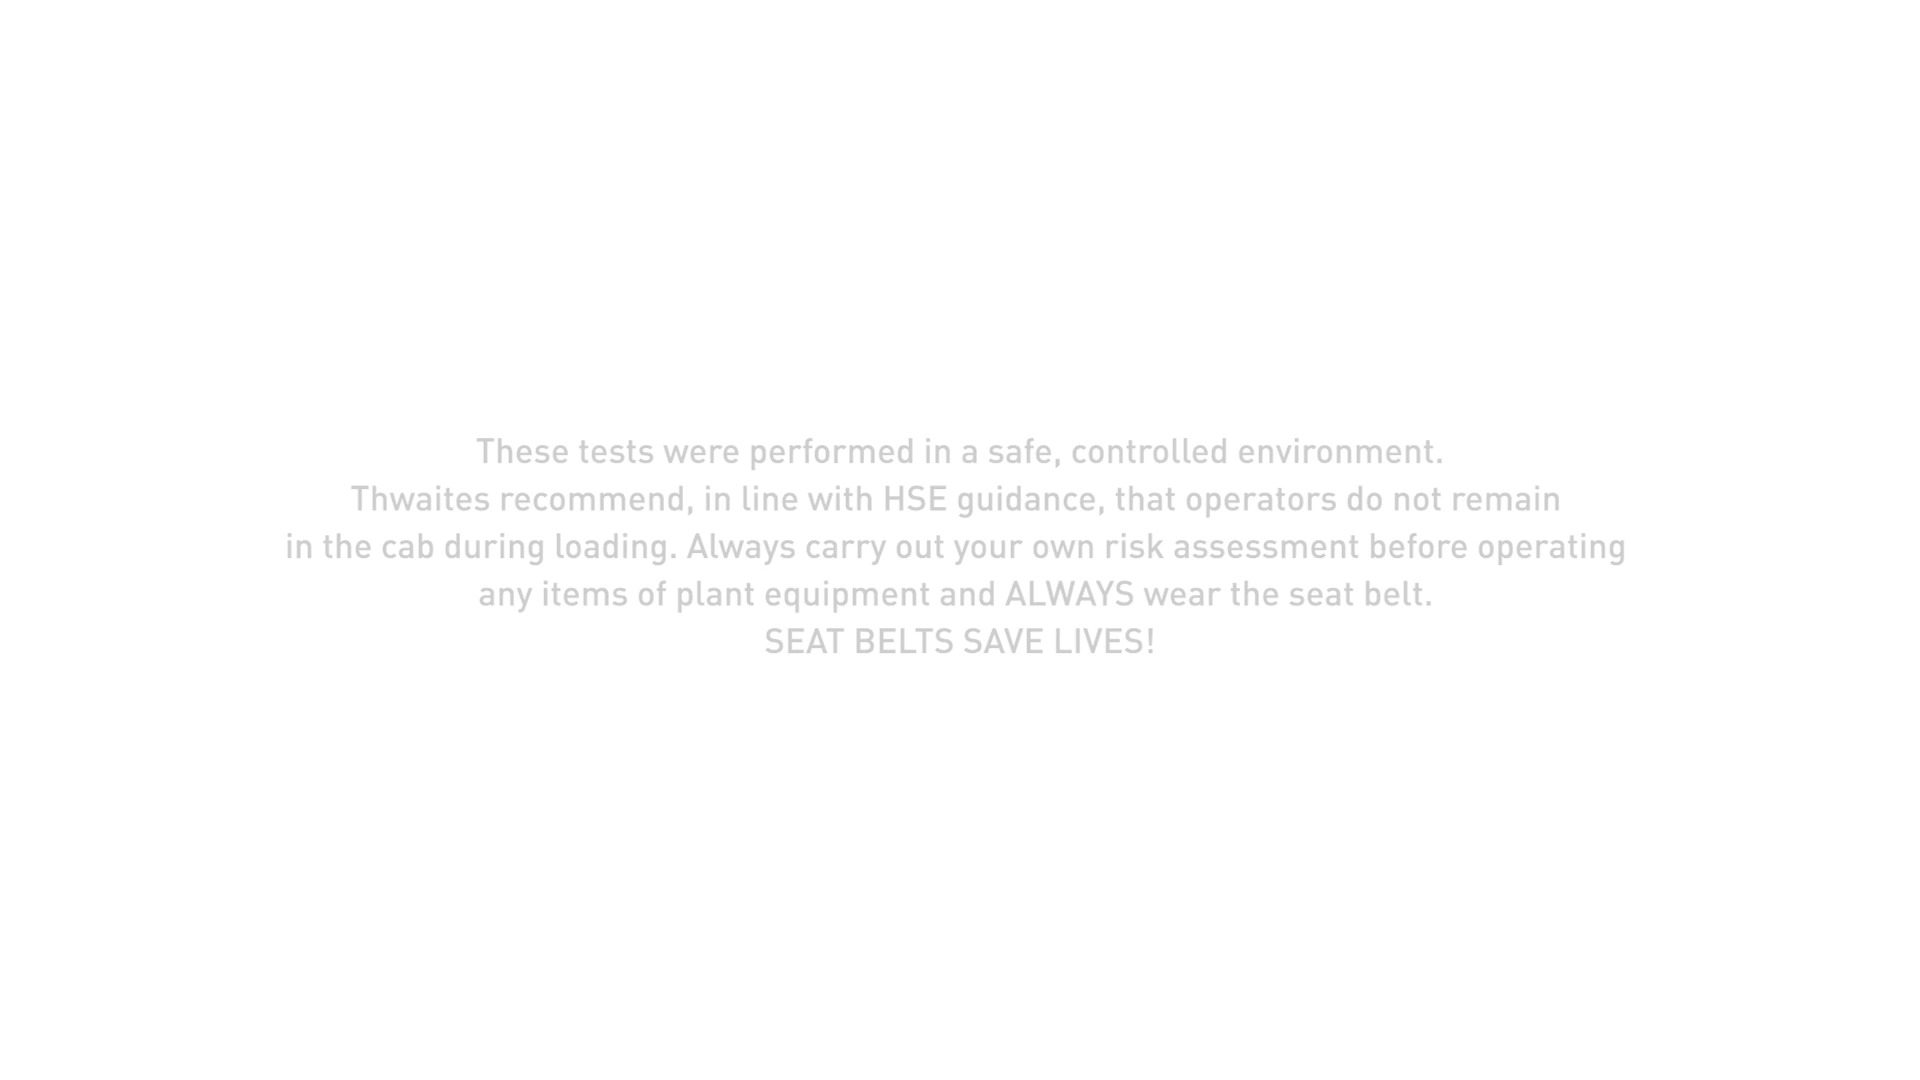 These tests were performed in a safe, controlled environment.
Thwaites recommend, in line with HSE guidance, that operators do not remain
in the cab during loading. Always carry out your own risk assessment before operating
any items of plant equipment and ALWAYS wear the seat belt.
SEAT BELTS SAVE LIVES!